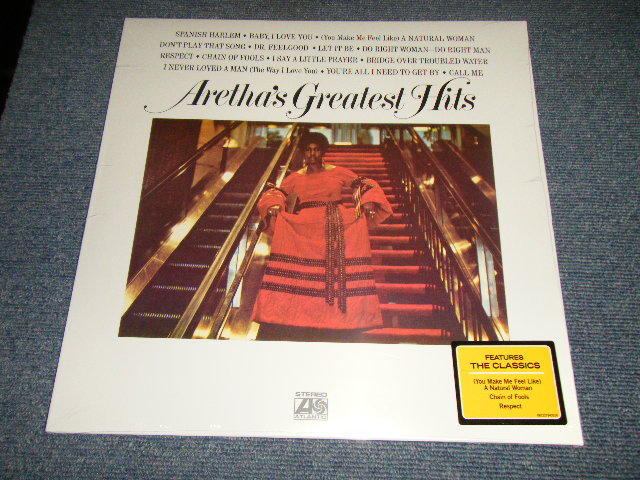 SPANISH HARLEM • BABY, I LOVE YOU • (You Make Me Feel Like) A NATURAL WOMAN
DON'T PLAY THAT SONG • DR. FEELGOOD • LET IT BE • DO RIGHT WOMAN—DO RIGHT MAN
RESPECT • CHAIN OF FOOLS • I SAY A LITTLE PRAYER • BRIDGE OVER TROUBLED WATER
I NEVER LOVED A MAN (The Way I Love You) • YOU'RE ALL I NEED TO GET BY • CALL ME
Aretha's Greatest Hits
FEATURES
THE CLASSICS
(You Make Me Feel Like)
A Natural Woman
Chain of Fools
Respect
STEREO
ATLANTIC